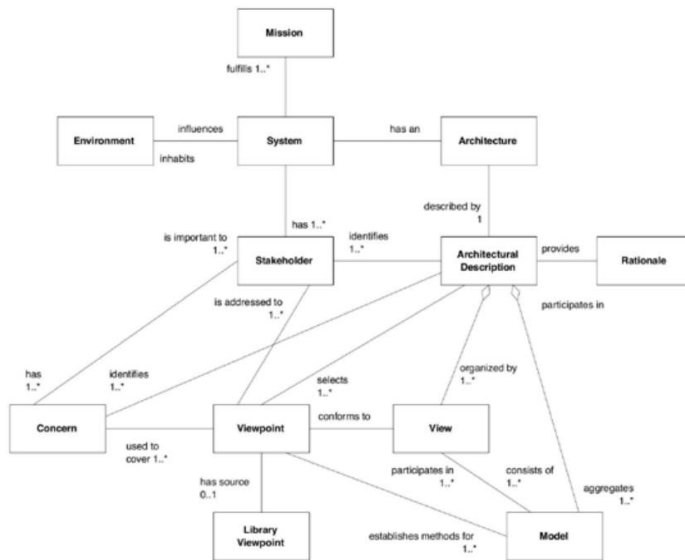 Mission
fulfills 1..*
Environment
influences
inhabits
System
has an
Architecture
described by
1
has 1..*
is important to
1..*
Stakeholder
identifies
1..*
Architectural
Description
provides
Rationale
is addressed to
1..*
participates in
has
1..*
identifies
1..*
selects
1..*
organized by
1..*
Concern
used to
cover 1..*
Viewpoint
conforms to
View
has source
0..1
participates in
1..*
consists of
1..*
aggregates
1..*
Library
Viewpoint
establishes methods for
1..*
Model